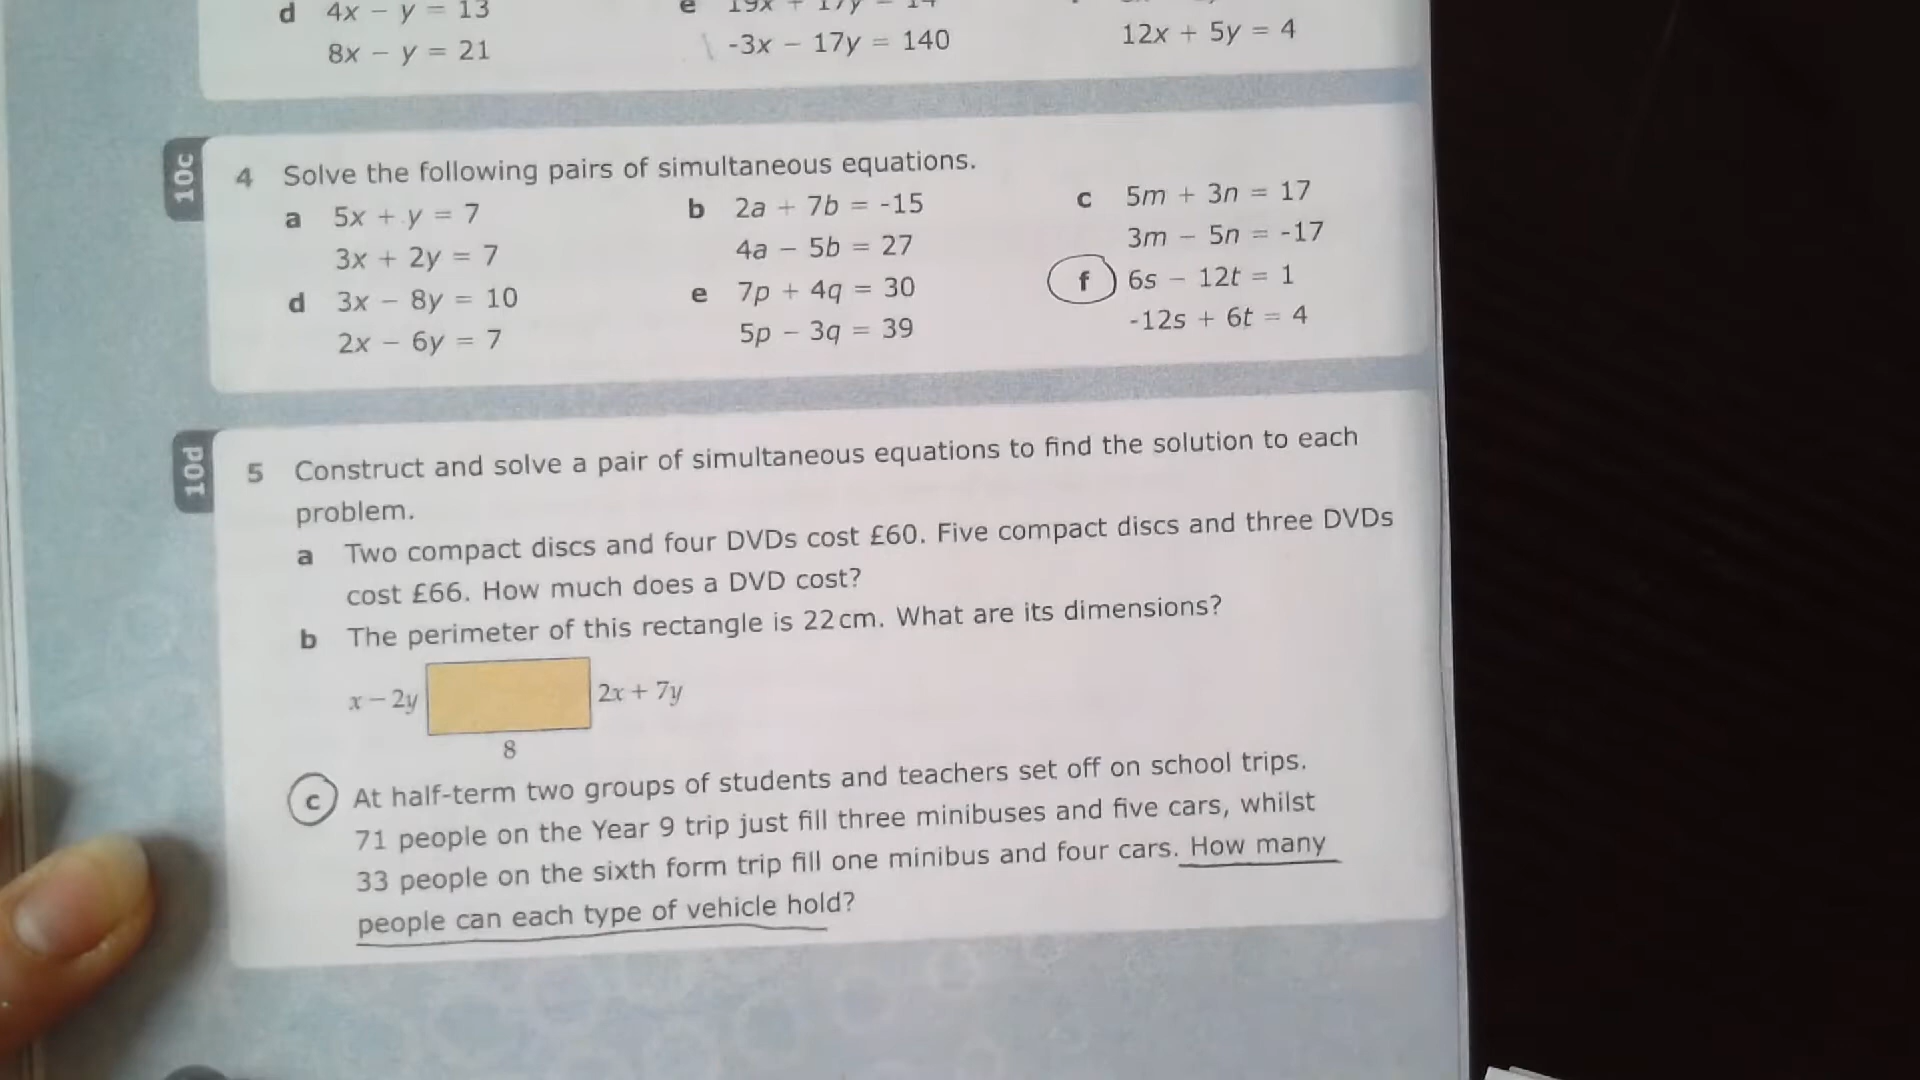 d 4x − y = 13
8x − y = 21
e
-3x − 17y = 140
12x + 5y = 4
10c
4 Solve the following pairs of simultaneous equations.
a 5x + y = 7
3x + 2y = 7
b 2a + 7b = -15
4a − 5b = 27
c 5m + 3n = 17
3m − 5n = -17
d 3x − 8y = 10
2x − 6y = 7
e 7p + 4q = 30
5p − 3q = 39
f 6s − 12t = 1
-12s + 6t = 4
10d
5 Construct and solve a pair of simultaneous equations to find the solution to each
problem.
a Two compact discs and four DVDs cost £60. Five compact discs and three DVDs
cost £66. How much does a DVD cost?
b The perimeter of this rectangle is 22 cm. What are its dimensions?
x − 2y
2x + 7y
8
c At half-term two groups of students and teachers set off on school trips.
71 people on the Year 9 trip just fill three minibuses and five cars, whilst
33 people on the sixth form trip fill one minibus and four cars. How many
people can each type of vehicle hold?